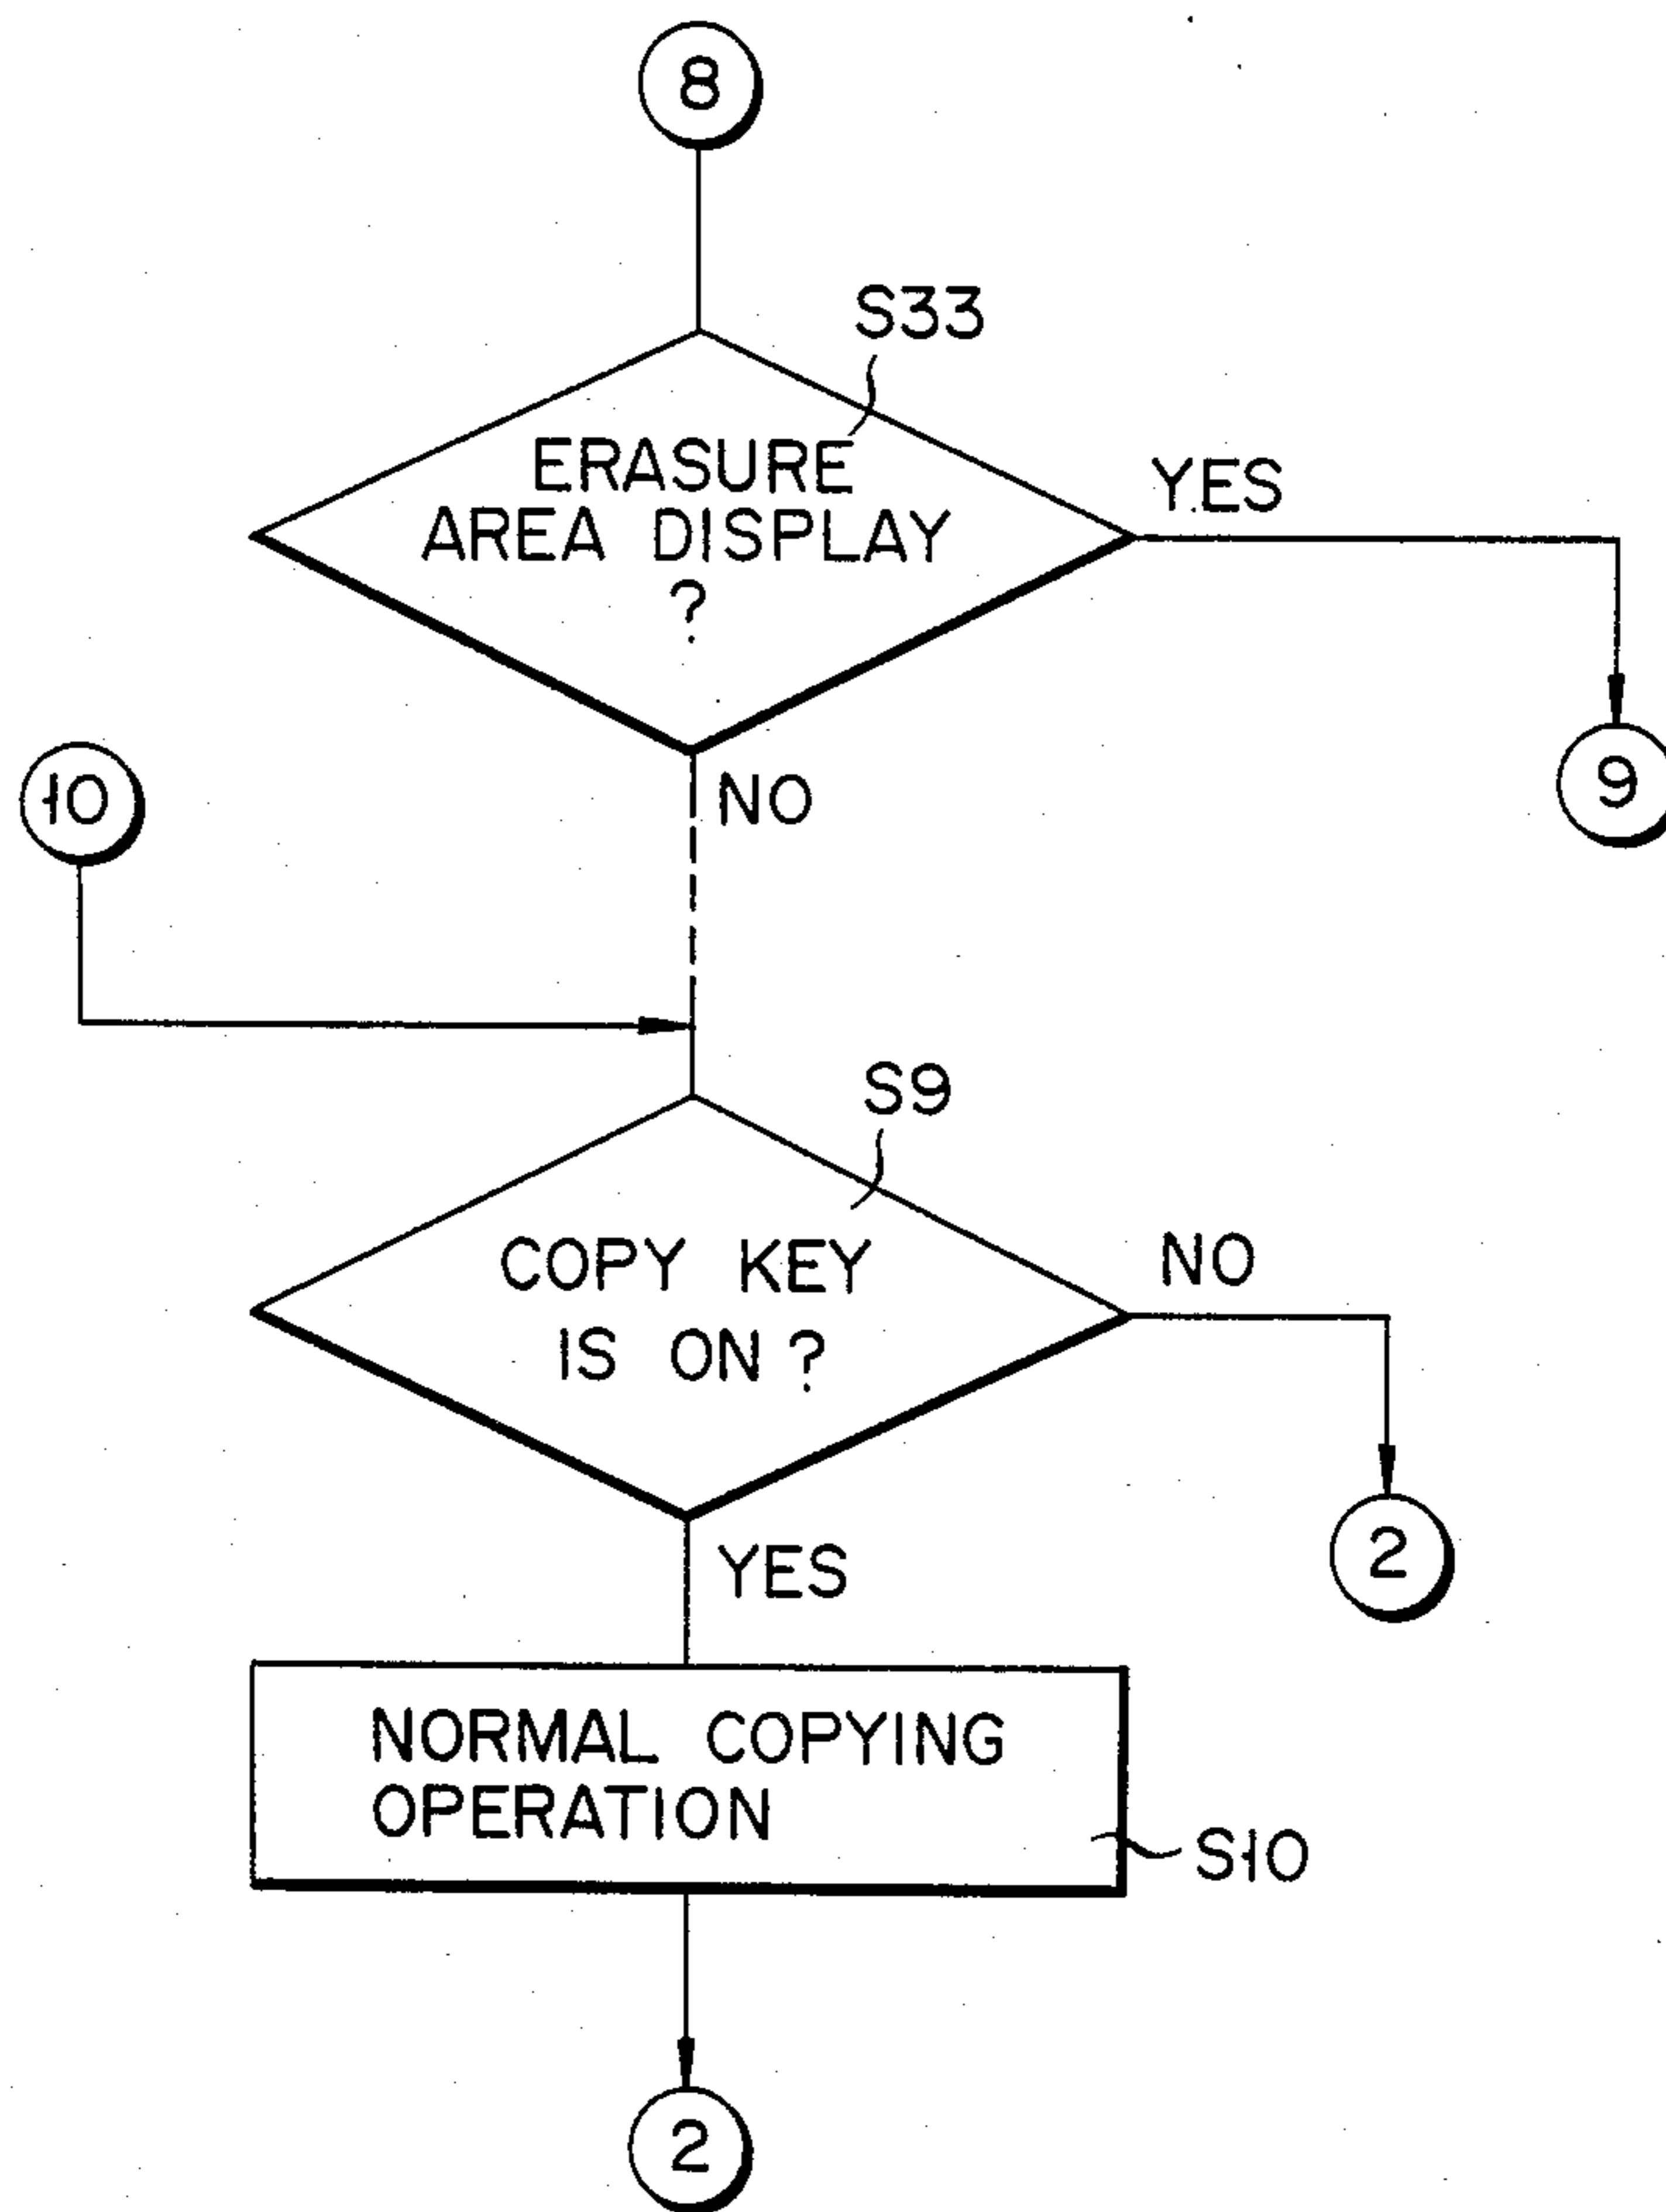 8
S33
ERASURE
AREA DISPLAY
?
YES
NO
10
9
S9
COPY KEY
IS ON ?
NO
2
YES
NORMAL COPYING
OPERATION
S10
2